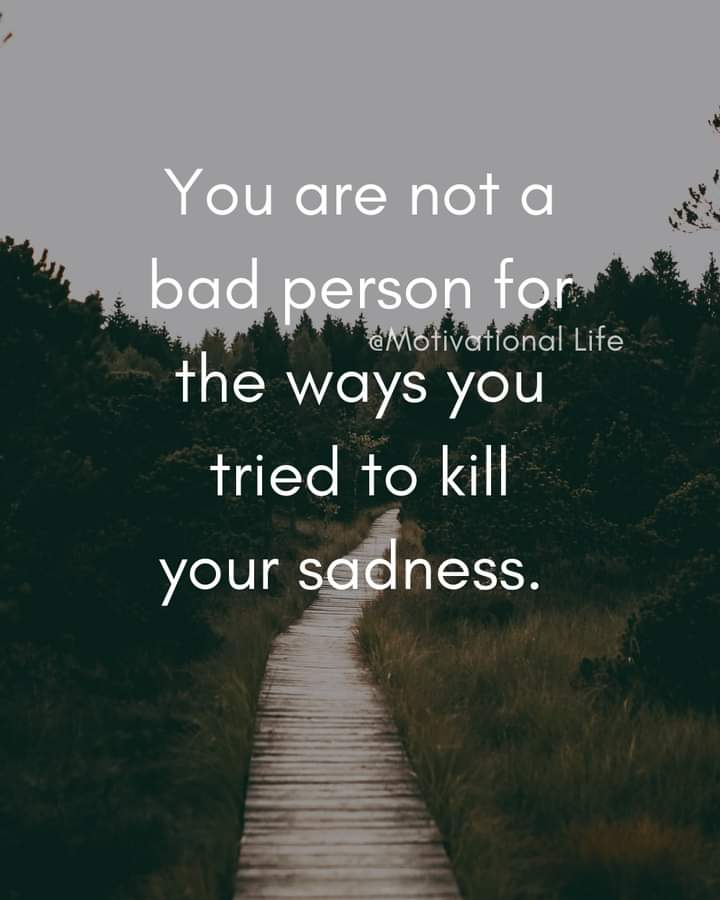 You are not a
bad person for
@Motivational Life
the ways you
tried to kill
your sadness.